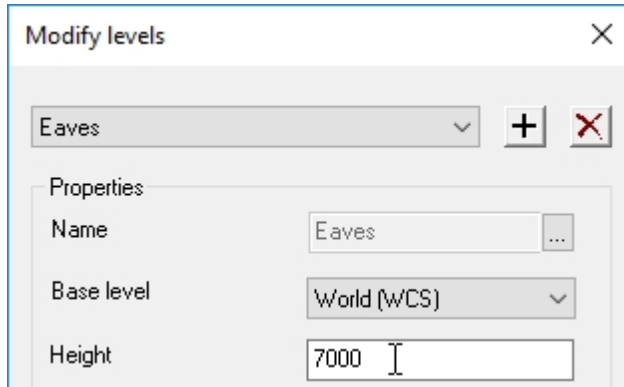 Modify levels
Eaves
Properties
Name Eaves ...
Base level World (WCS)
Height 7000